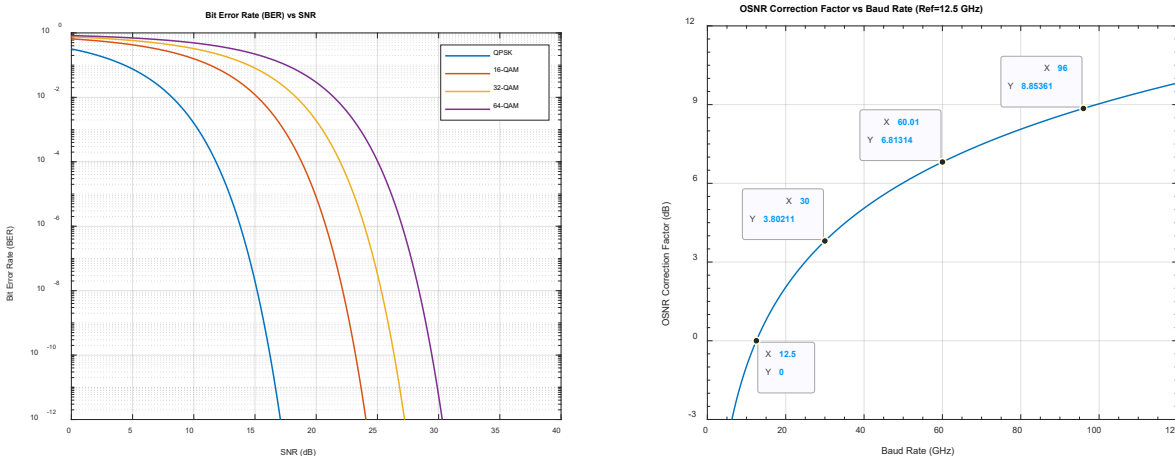 Bit Error Rate (BER) vs SNR
10 0
10 -2
10 -4
10 -6
10 -8
10 -10
10 -12
Bit Error Rate (BER)
QPSK
16-QAM
32-QAM
64-QAM
0 5 10 15 20 25 30 35 40
SNR (dB)
OSNR Correction Factor vs Baud Rate (Ref=12.5 GHz)
12
9
6
3
0
-3
OSNR Correction Factor (dB)
X 96
Y 8.85361
X 60.01
Y 6.81314
X 30
Y 3.80211
X 12.5
Y 0
0 20 40 60 80 100 120
Baud Rate (GHz)